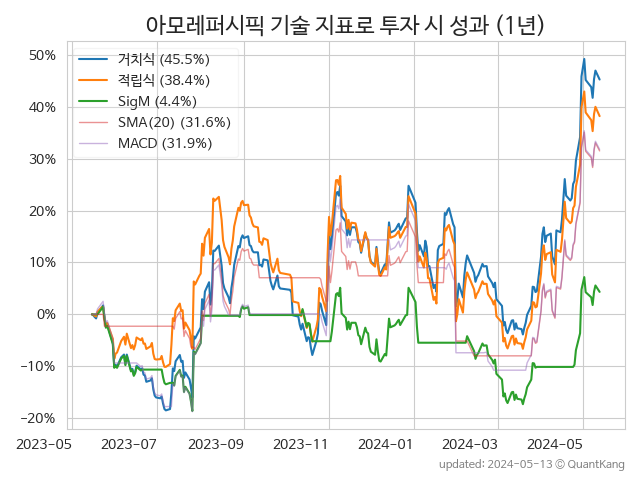 아모레퍼시픽 기술 지표로 투자 시 성과 (1년)
50%
40%
30%
20%
10%
0%
−10%
−20%
거치식 (45.5%)
적립식 (38.4%)
SigM (4.4%)
SMA(20) (31.6%)
MACD (31.9%)
2023-05 2023-07 2023-09 2023-11 2024-01 2024-03 2024-05
updated: 2024-05-13 ⓒ QuantKang